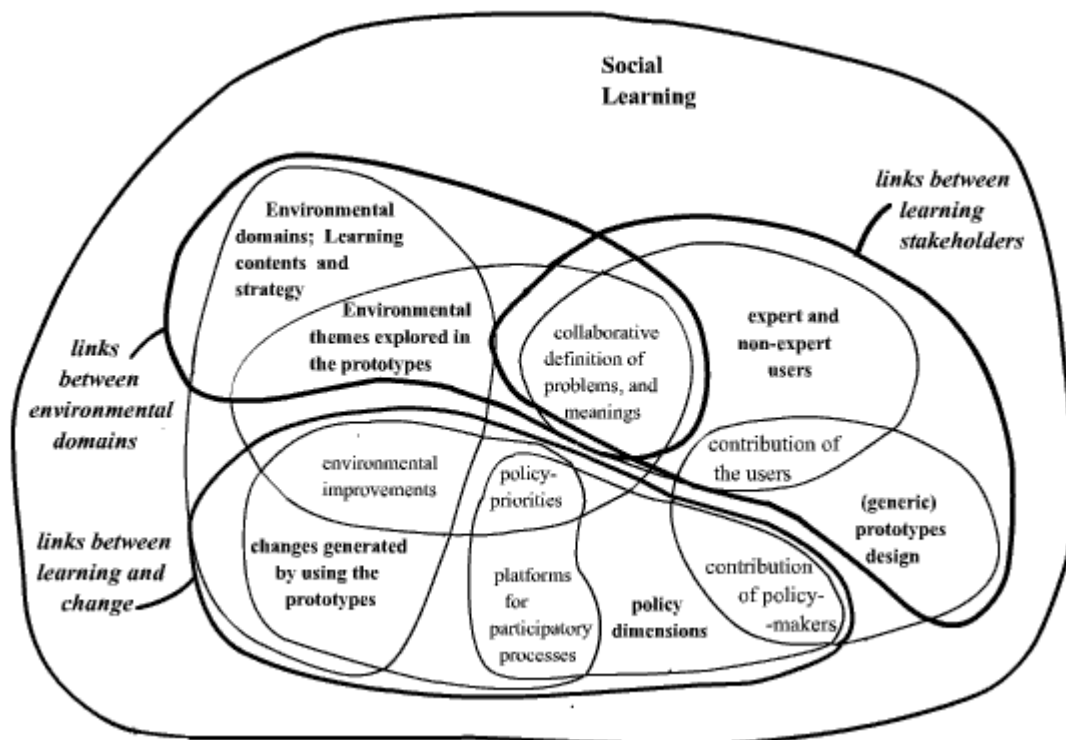 Social
Learning
links between
learning
stakeholders
Environmental
domains; Learning
contents and
strategy
Environmental
themes explored in
the prototypes
collaborative
definition of
problems, and
meanings
expert and
non-expert
users
links
between
environmental
domains
contribution of
the users
environmental
improvements
policy-
priorities
(generic)
prototypes
design
links between
learning and
change
changes generated
by using the
prototypes
platforms
for
participatory
processes
policy
dimensions
contribution
of policy-
-makers